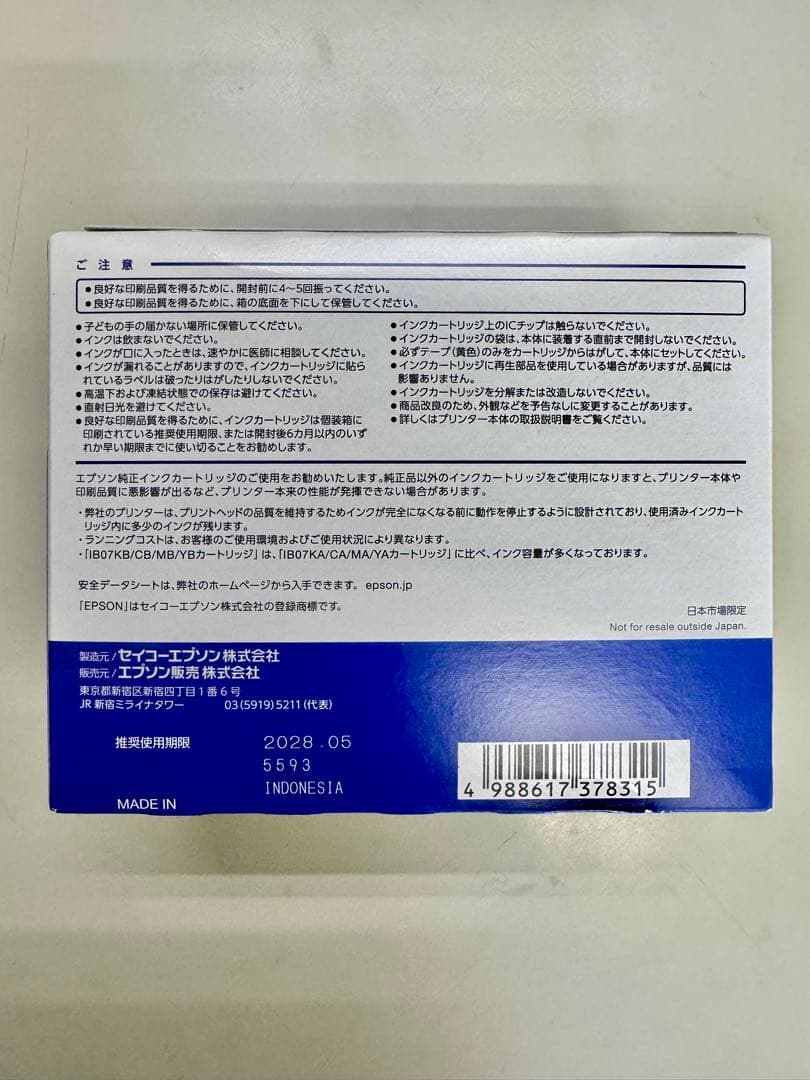 ご注意
●良好な印刷品質を得るために、開封前に4～5回振ってください。
●良好な印刷品質を得るために、箱の底面を下にして保管してください。
●子どもの手の届かない場所に保管してください。
●インクは飲まないでください。
●インクが口に入ったときは、速やかに医師に相談してください。
●インクが漏れることがありますので、インクカートリッジに貼ら
れているラベルは破ったりはがしたりしないでください。
●高温下および凍結状態での保存は避けてください。
●直射日光を避けてください。
●良好な印刷品質を得るために、インクカートリッジは個装箱に
印刷されている推奨使用期限、または開封後6カ月以内のいず
れか早い期限までに使い切ることをお勧めします。
●インクカートリッジ上のICチップは触らないでください。
●インクカートリッジの袋は、本体に装着する直前まで開封しないでください。
●必ずテープ（黄色）のみをカートリッジからはがして、本体にセットしてください。
●インクカートリッジに再生部品を使用している場合がありますが、品質には
影響ありません。
●インクカートリッジを分解または改造しないでください。
●商品改良のため、外観などを予告なしに変更することがあります。
●詳しくはプリンター本体の取扱説明書をご覧ください。
エプソン純正インクカートリッジのご使用をお勧めいたします。純正品以外のインクカートリッジをご使用になりますと、プリンター本体や
印刷品質に悪影響が出るなど、プリンター本来の性能が発揮できない場合があります。
・弊社のプリンターは、プリントヘッドの品質を維持するためインクが完全になくなる前に動作を停止するように設計されており、使用済みインクカート
リッジ内に多少のインクが残ります。
・ランニングコストは、お客様のご使用環境およびご使用状況により異なります。
・「IB07KB/CB/MB/YBカートリッジ」は、「IB07KA/CA/MA/YAカートリッジ」に比べ、インク容量が多くなっております。
安全データシートは、弊社のホームページから入手できます。 epson.jp
「EPSON」はセイコーエプソン株式会社の登録商標です。
日本市場限定
Not for resale outside Japan.
製造元/セイコーエプソン株式会社
販売元/エプソン販売株式会社
東京都新宿区新宿四丁目1番6号
JR新宿ミライナタワー 03(5919)5211(代表)
推奨使用期限 2028.05
5593
INDONESIA
MADE IN
4 988617 378315